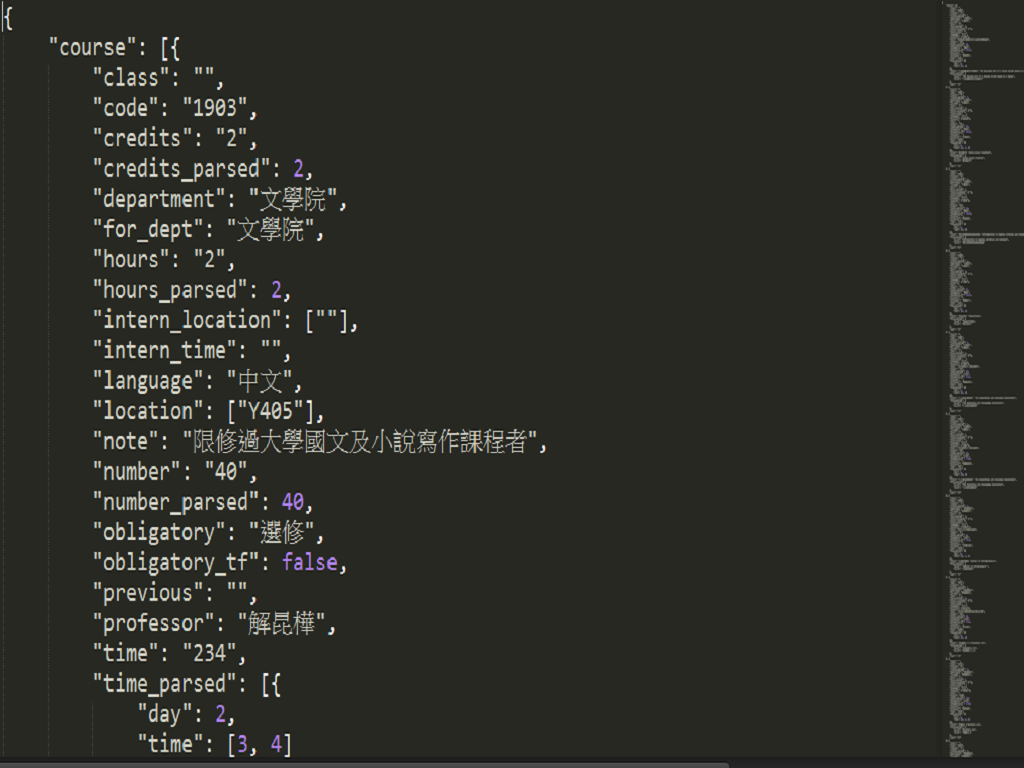 {
"course": [{
"class": "",
"code": "1903",
"credits": "2",
"credits_parsed": 2,
"department": "文學院",
"for_dept": "文學院",
"hours": "2",
"hours_parsed": 2,
"intern_location": [""],
"intern_time": "",
"language": "中文",
"location": ["Y405"],
"note": "限修過大學國文及小說寫作課程者",
"number": "40",
"number_parsed": 40,
"obligatory": "選修",
"obligatory_tf": false,
"previous": "",
"professor": "解昆樺",
"time": "234",
"time_parsed": [{
"day": 2,
"time": [3, 4]